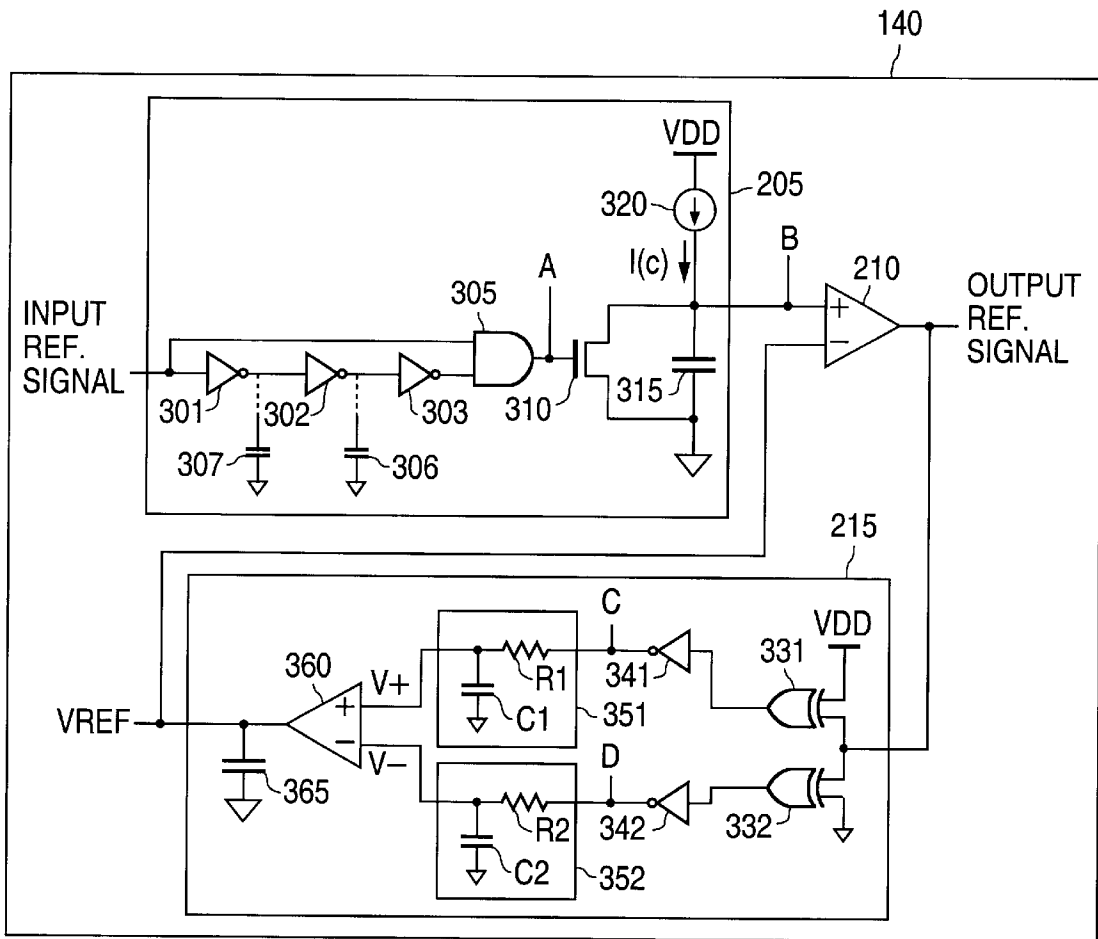 140
VDD
320
205
I(c)
B
210
A
305
INPUT
REF.
SIGNAL
OUTPUT
REF.
SIGNAL
301
302
303
310
315
307
306
215
C
VDD
331
341
R1
C1
351
360
V+
+
−
V−
VREF
365
D
342
332
R2
C2
352
+
−